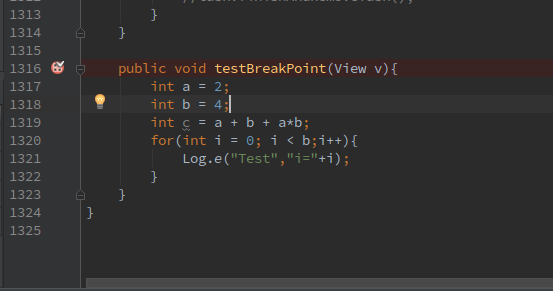 1313 }
1314 }
1315
1316 public void testBreakPoint(View v){
1317 int a = 2;
1318 int b = 4;
1319 int c = a + b + a*b;
1320 for(int i = 0; i < b;i++){
1321 Log.e("Test","i="+i);
1322 }
1323 }
1324 }
1325